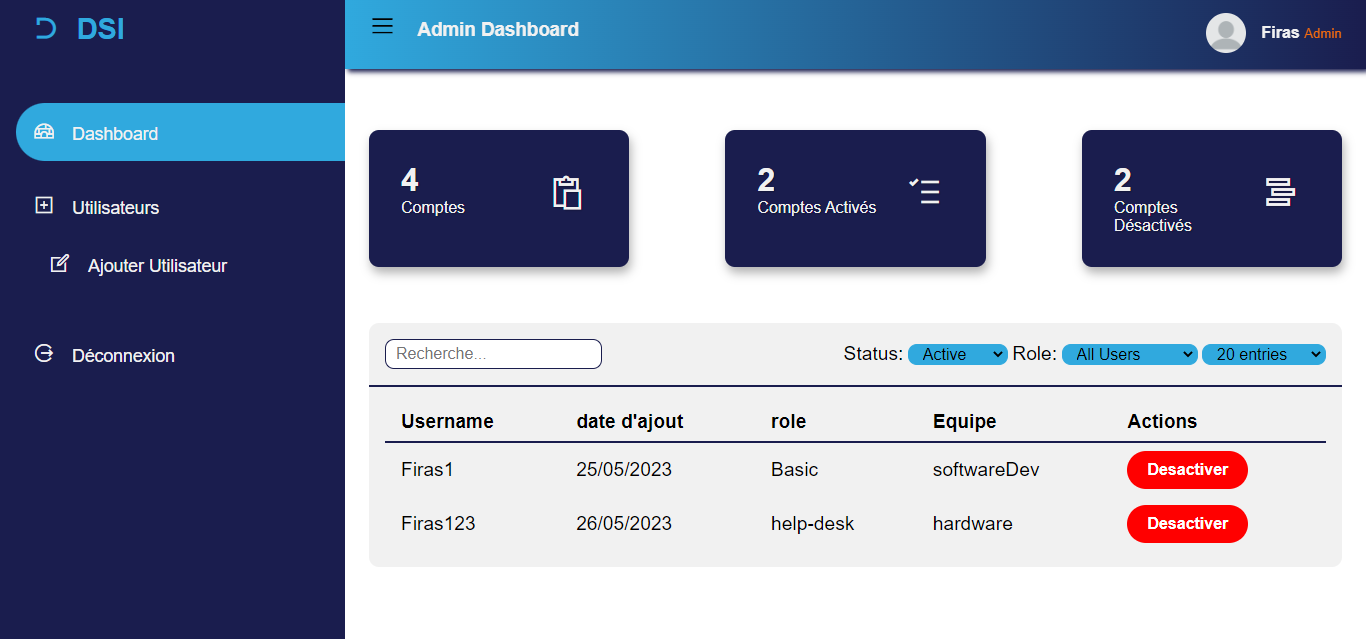 DSI
Admin Dashboard
Firas Admin
Dashboard
Utilisateurs
Ajouter Utilisateur
Déconnexion
4
Comptes
2
Comptes Activés
2
Comptes
Désactivés
Recherche...
Status: Active Role: All Users 20 entries
Username date d'ajout role Equipe Actions
Firas1 25/05/2023 Basic softwareDev Desactiver
Firas123 26/05/2023 help-desk hardware Desactiver